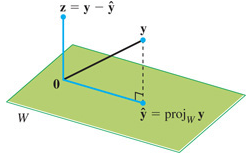 z = y − ŷ
y
0
ŷ = proj_W y
W